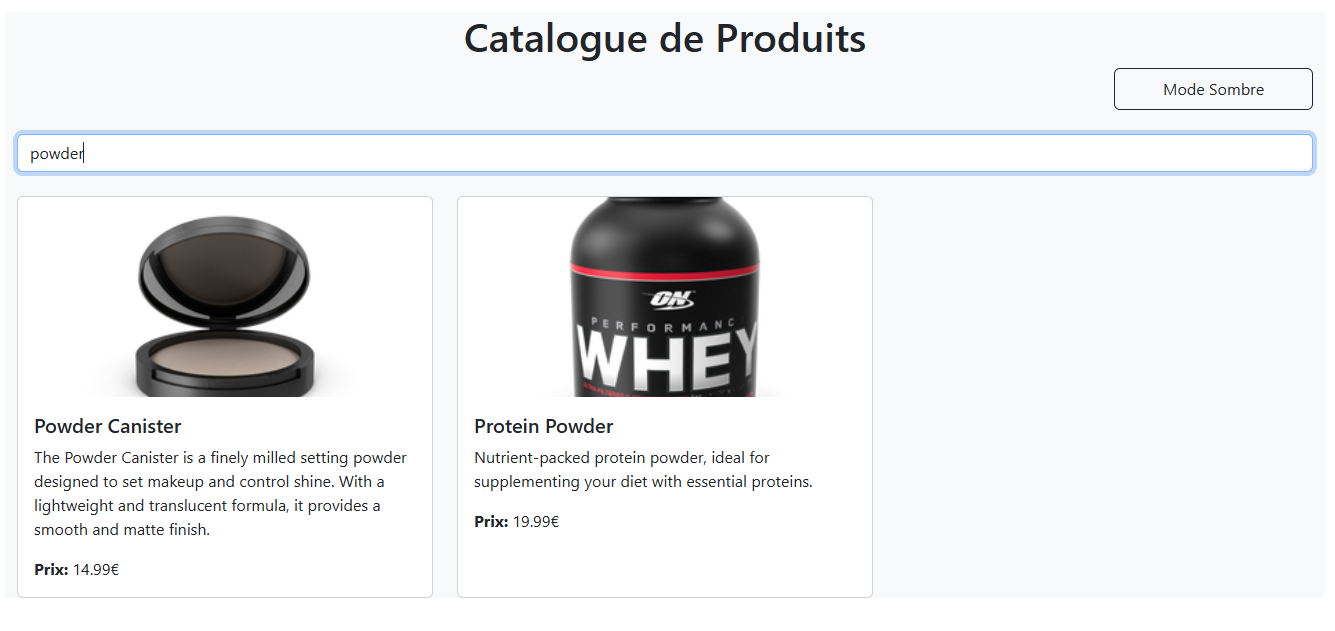 Catalogue de Produits
Mode Sombre
powder
ON
PERFORMANC
WHEY
Powder Canister
The Powder Canister is a finely milled setting powder
designed to set makeup and control shine. With a
lightweight and translucent formula, it provides a
smooth and matte finish.
Prix: 14.99€
Protein Powder
Nutrient-packed protein powder, ideal for
supplementing your diet with essential proteins.
Prix: 19.99€